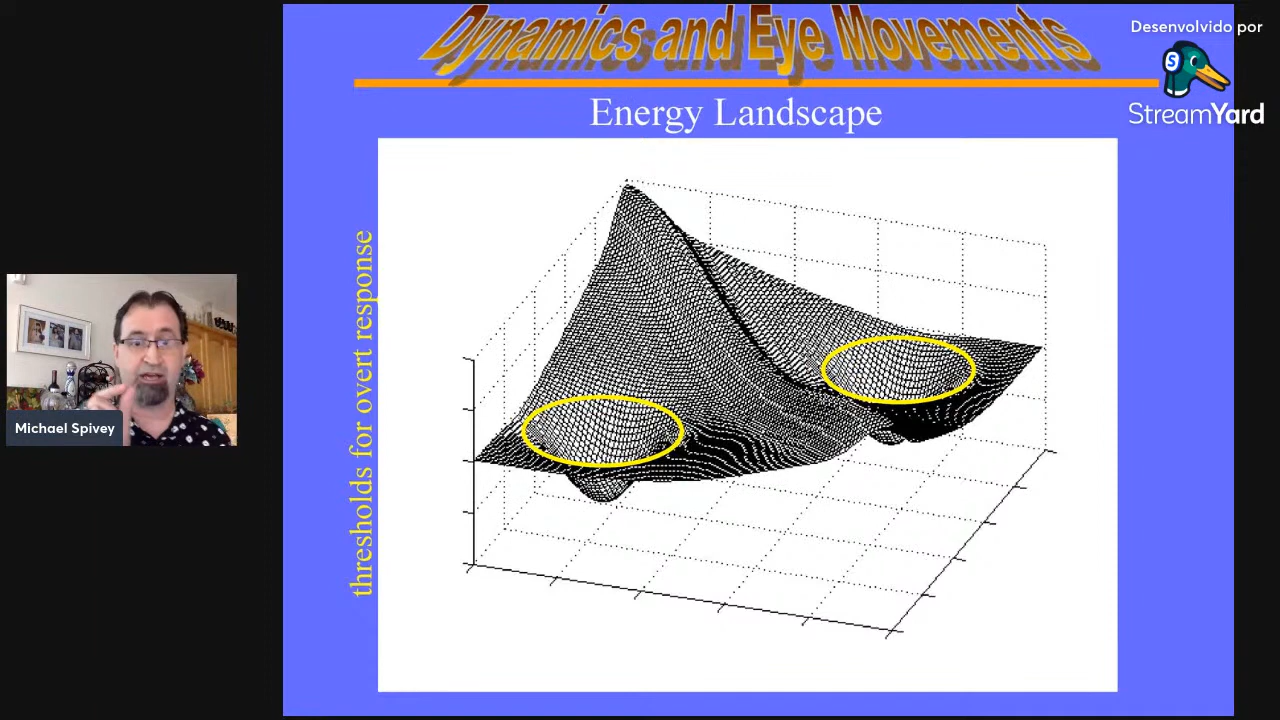 Dynamics and Eye Movements
Desenvolvido por
S
StreamYard
Energy Landscape
thresholds for overt response
Michael Spivey